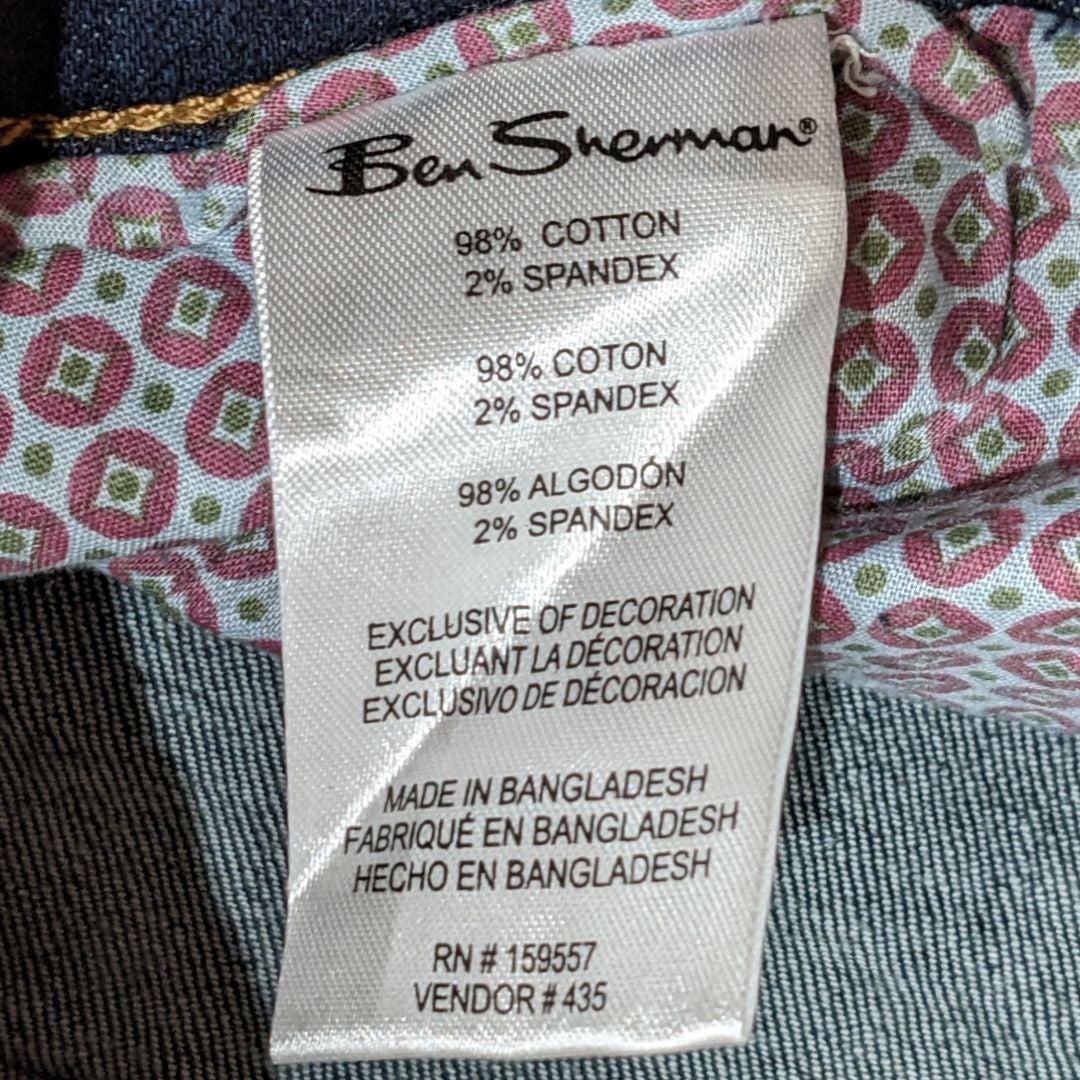 Ben Sherman®
98% COTTON
2% SPANDEX
98% COTON
2% SPANDEX
98% ALGODÓN
2% SPANDEX
EXCLUSIVE OF DECORATION
EXCLUANT LA DÉCORATION
EXCLUSIVO DE DÉCORACION
MADE IN BANGLADESH
FABRIQUÉ EN BANGLADESH
HECHO EN BANGLADESH
RN # 159557
VENDOR # 435